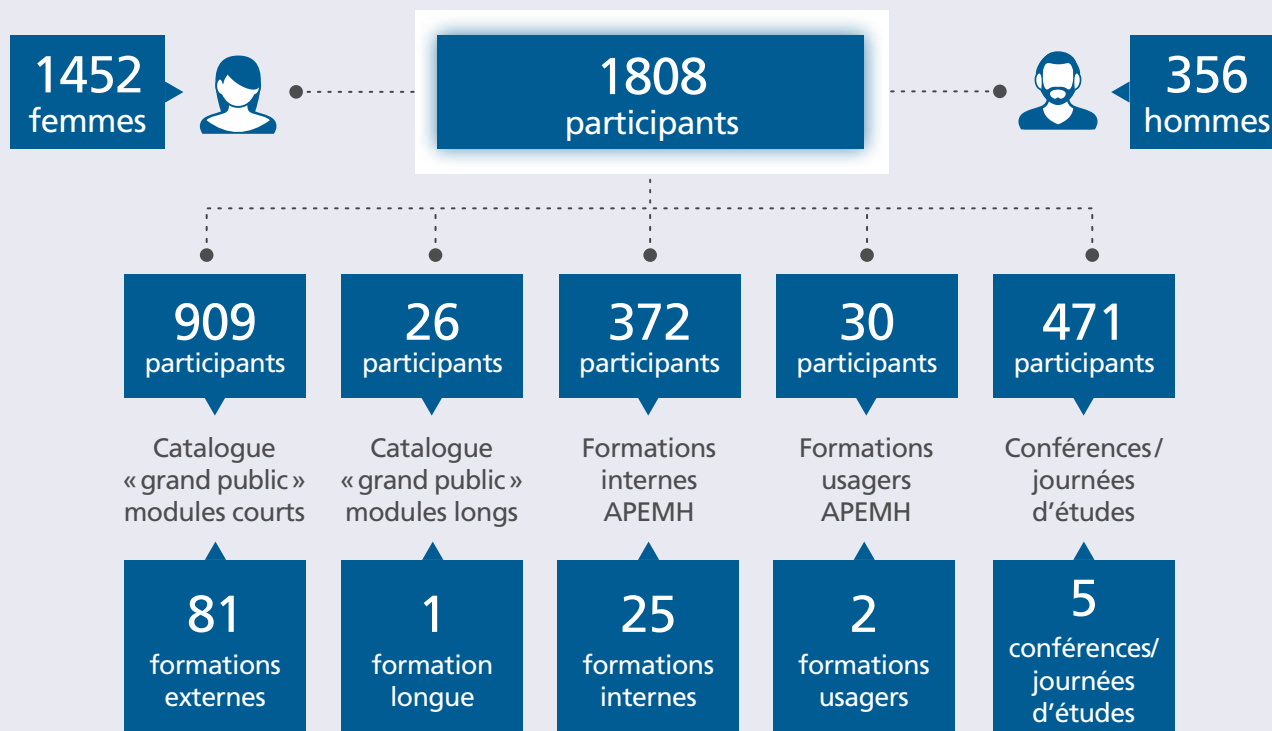 1452
femmes
1808
participants
356
hommes
909
participants
26
participants
372
participants
30
participants
471
participants
Catalogue
« grand public »
modules courts
Catalogue
« grand public »
modules longs
Formations
internes
APEMH
Formations
usagers
APEMH
Conférences/
journées
d'études
81
formations
externes
1
formation
longue
25
formations
internes
2
formations
usagers
5
conférences/
journées
d'études